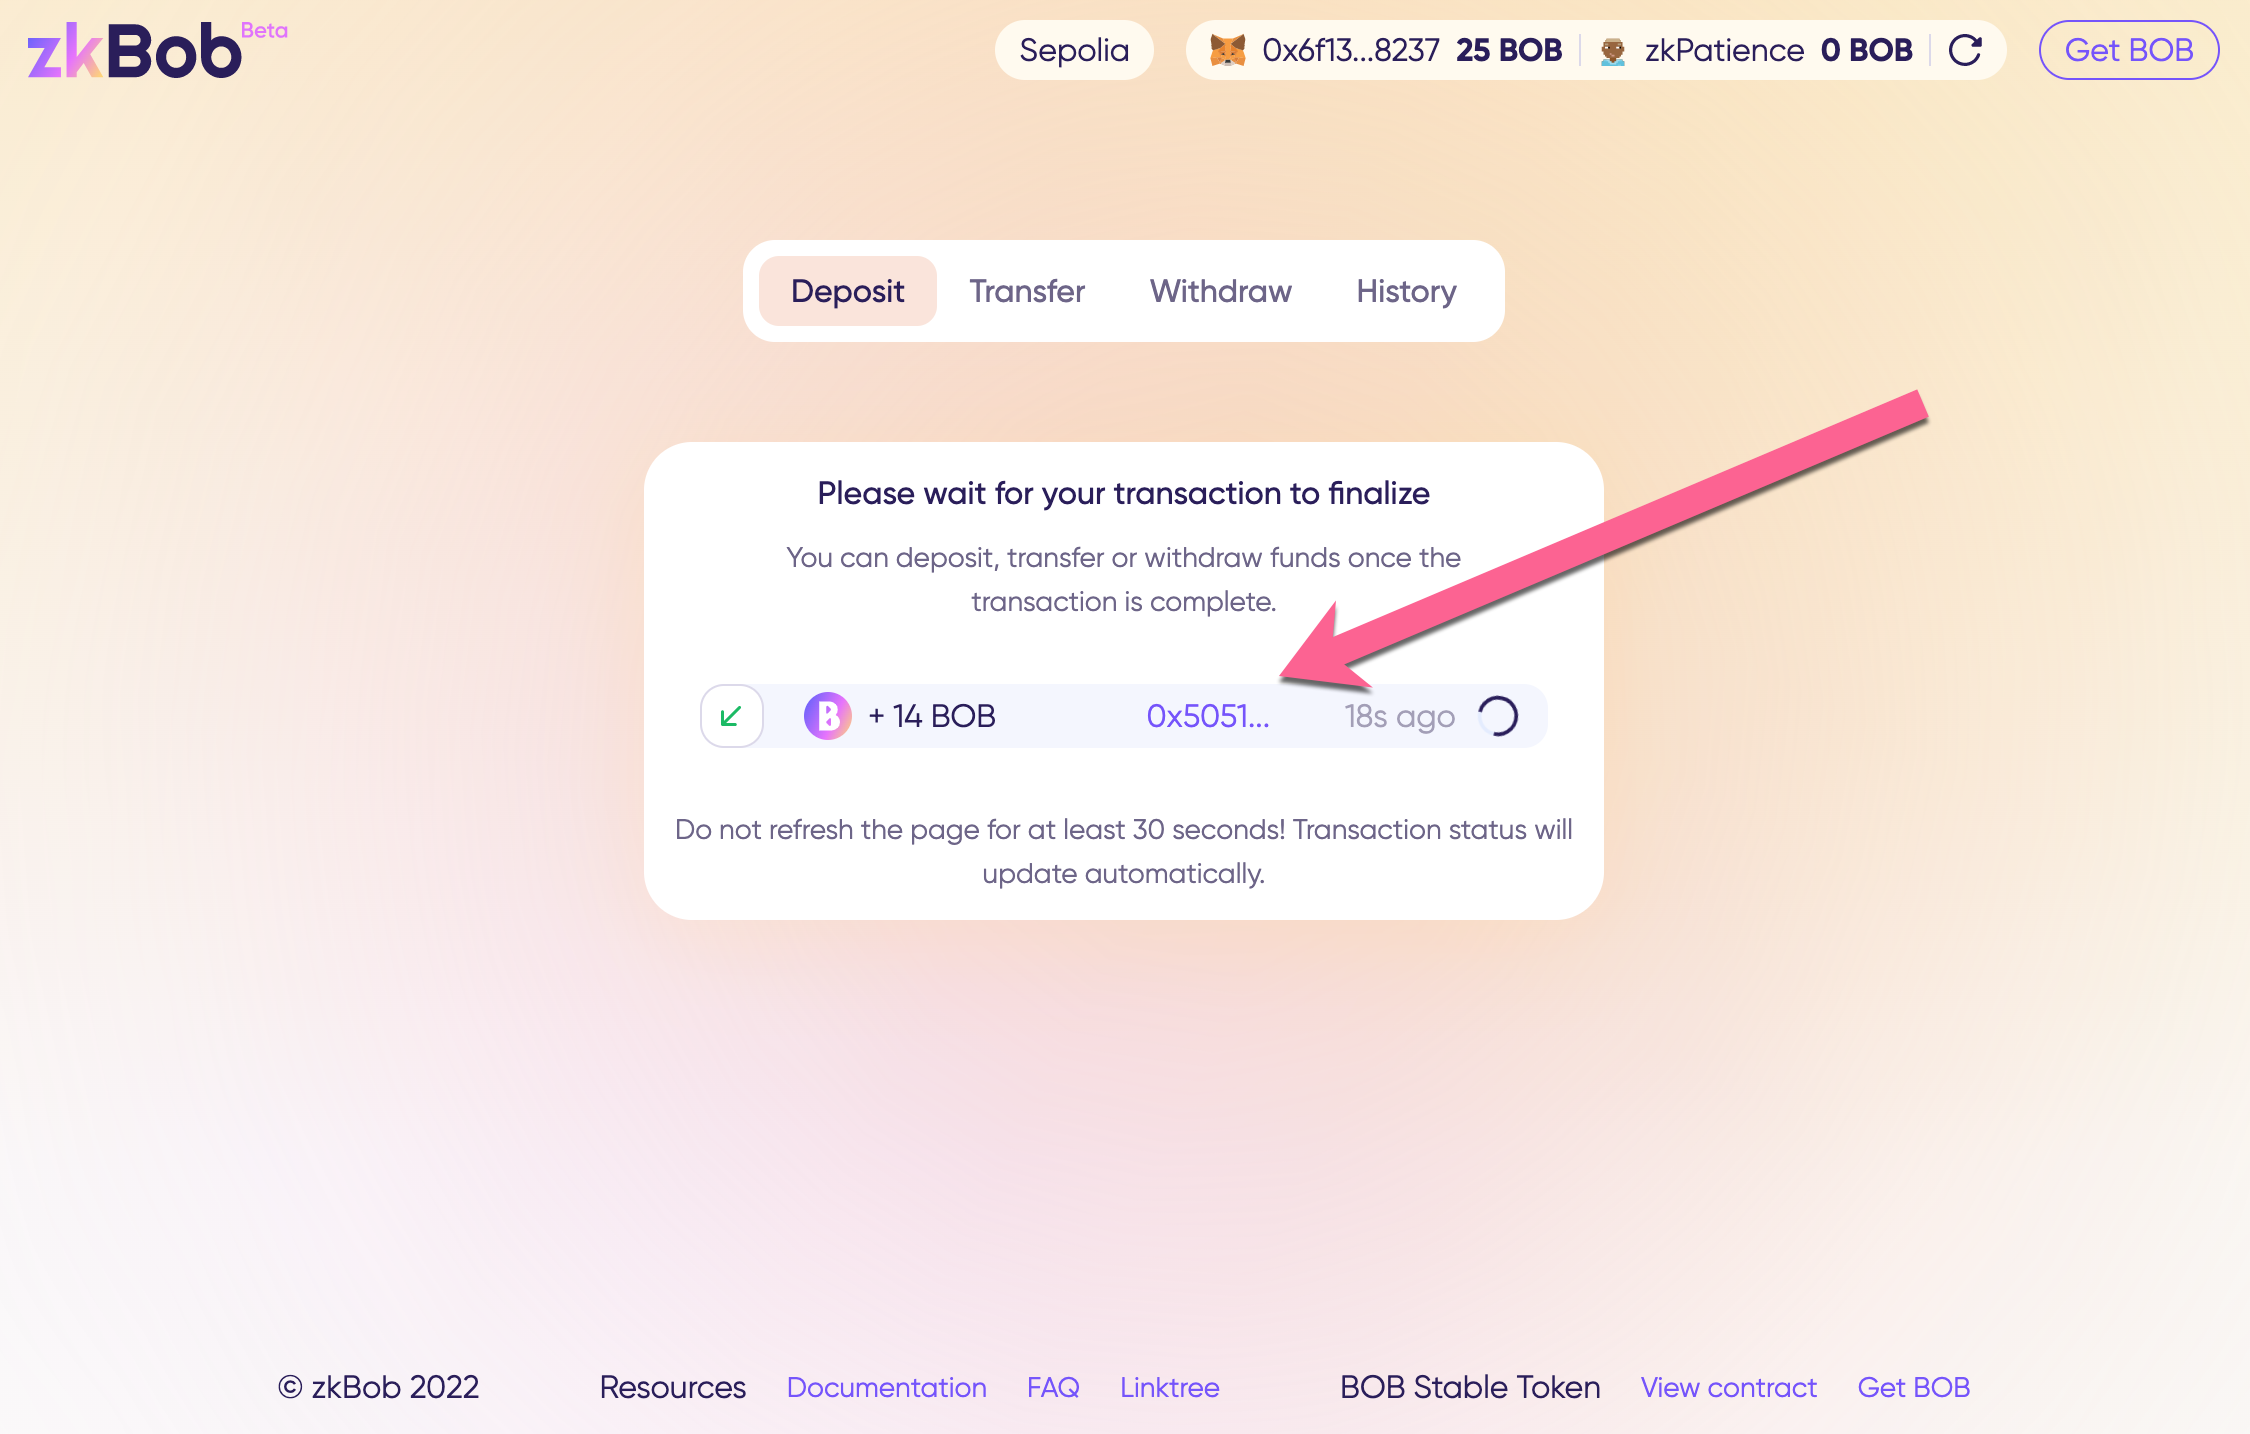 zkBob Beta
Sepolia
0x6f13...8237 25 BOB
zkPatience 0 BOB
Get BOB
Deposit
Transfer
Withdraw
History
Please wait for your transaction to finalize
You can deposit, transfer or withdraw funds once the
transaction is complete.
B + 14 BOB 0x5051... 18s ago
Do not refresh the page for at least 30 seconds! Transaction status will
update automatically.
© zkBob 2022
Resources Documentation FAQ Linktree
BOB Stable Token View contract Get BOB